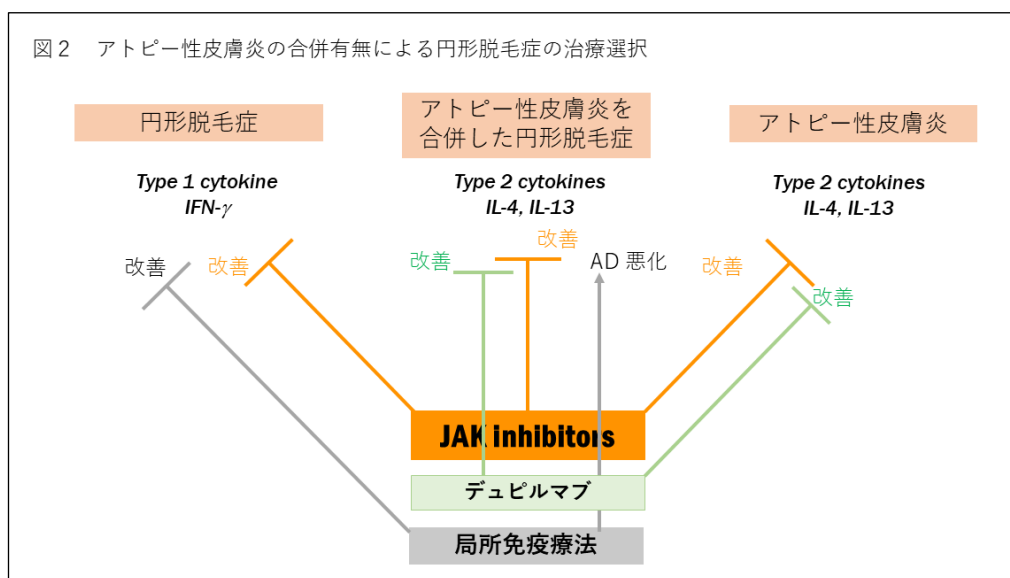 図2 アトピー性皮膚炎の合併有無による円形脱毛症の治療選択
円形脱毛症
アトピー性皮膚炎を
合併した円形脱毛症
アトピー性皮膚炎
Type 1 cytokine
IFN-γ
Type 2 cytokines
IL-4, IL-13
Type 2 cytokines
IL-4, IL-13
改善
改善
改善
改善
AD 悪化
改善
改善
JAK inhibitors
デュピルマブ
局所免疫療法